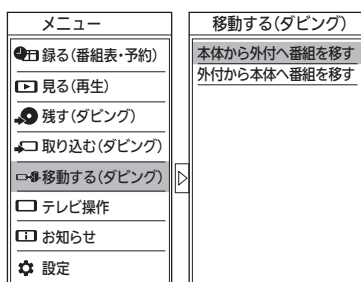 メニュー
録る(番組表・予約)
見る(再生)
残す(ダビング)
取り込む(ダビング)
移動する(ダビング)
テレビ操作
お知らせ
設定
移動する(ダビング)
本体から外付へ番組を移す
外付から本体へ番組を移す